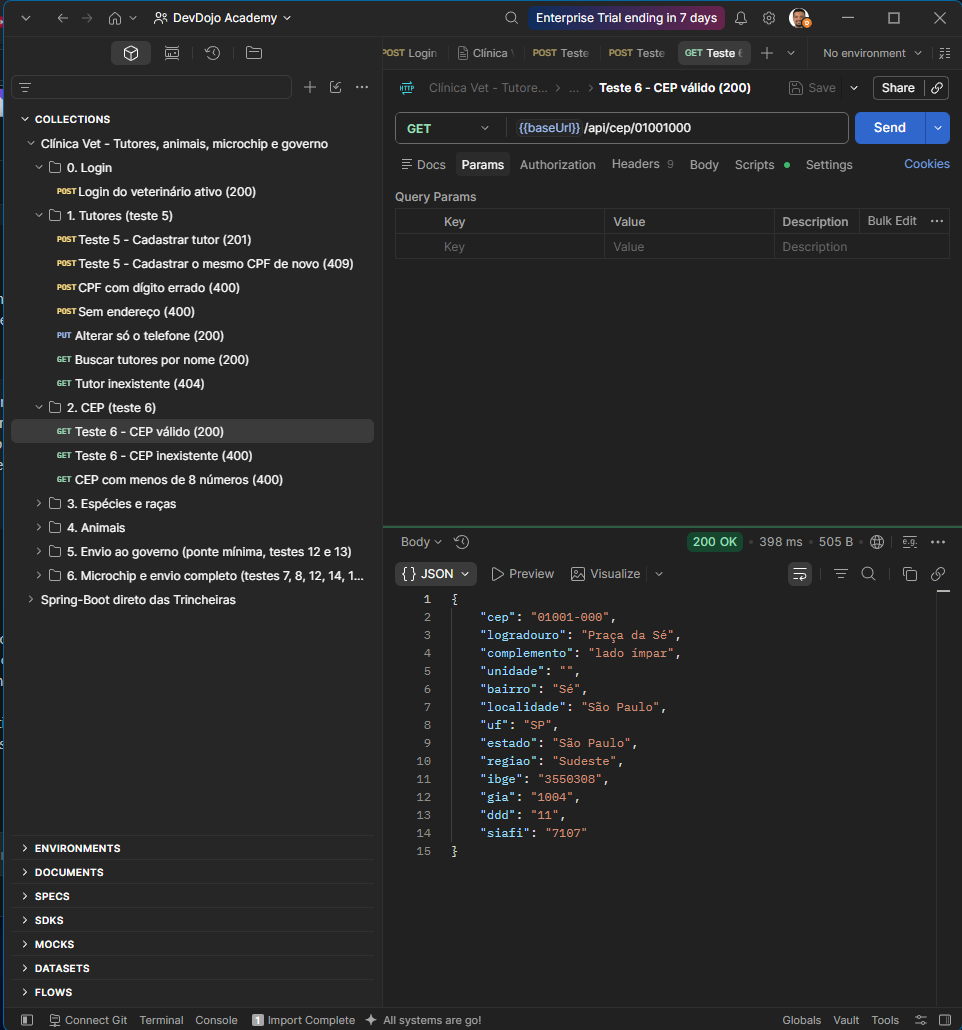 DevDojo Academy
Enterprise Trial ending in 7 days
POST Login
Clínica
POST Teste
POST Teste
GET Teste 6
No environment
HTTP Clínica Vet - Tutore... > ... > Teste 6 - CEP válido (200)
Save
Share
GET
{{baseUrl}} /api/cep/01001000
Send
Docs Params Authorization Headers 9 Body Scripts Settings Cookies
Query Params
Key Value Description Bulk Edit
Key Value Description
COLLECTIONS
Clínica Vet - Tutores, animais, microchip e governo
0. Login
POST Login do veterinário ativo (200)
1. Tutores (teste 5)
POST Teste 5 - Cadastrar tutor (201)
POST Teste 5 - Cadastrar o mesmo CPF de novo (409)
POST CPF com dígito errado (400)
POST Sem endereço (400)
PUT Alterar só o telefone (200)
GET Buscar tutores por nome (200)
GET Tutor inexistente (404)
2. CEP (teste 6)
GET Teste 6 - CEP válido (200)
GET Teste 6 - CEP inexistente (400)
GET CEP com menos de 8 números (400)
3. Espécies e raças
4. Animais
5. Envio ao governo (ponte mínima, testes 12 e 13)
6. Microchip e envio completo (testes 7, 8, 12, 14, 1...
Spring-Boot direto das Trincheiras
ENVIRONMENTS
DOCUMENTS
SPECS
SDKS
MOCKS
DATASETS
FLOWS
Body
200 OK • 398 ms • 505 B
e.g.
{ } JSON
Preview
Visualize
1 {
2 "cep": "01001-000",
3 "logradouro": "Praça da Sé",
4 "complemento": "lado ímpar",
5 "unidade": "",
6 "bairro": "Sé",
7 "localidade": "São Paulo",
8 "uf": "SP",
9 "estado": "São Paulo",
10 "regiao": "Sudeste",
11 "ibge": "3550308",
12 "gia": "1004",
13 "ddd": "11",
14 "siafi": "7107"
15 }
Connect Git Terminal Console 1 Import Complete All systems are go!
Globals Vault Tools